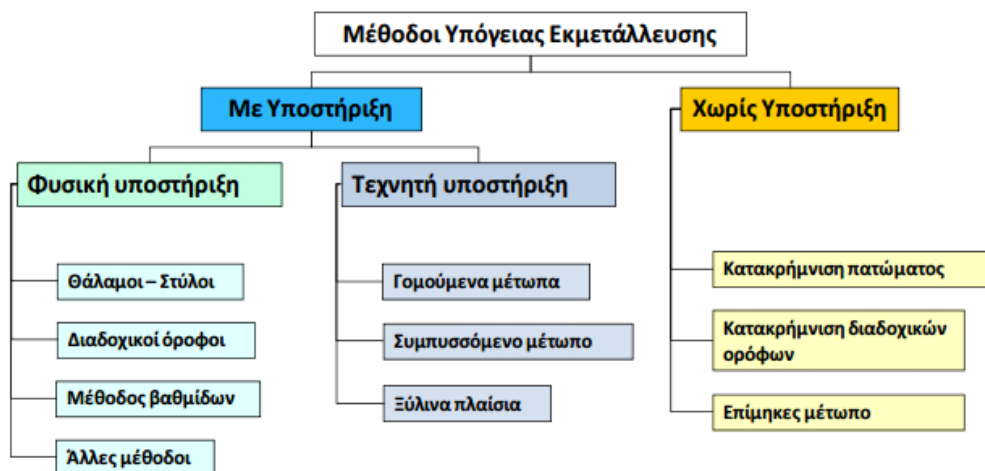 Μέθοδοι Υπόγειας Εκμετάλλευσης
Με Υποστήριξη
Χωρίς Υποστήριξη
Φυσική υποστήριξη
Τεχνητή υποστήριξη
Θάλαμοι – Στύλοι
Διαδοχικοί όροφοι
Μέθοδος βαθμίδων
Άλλες μέθοδοι
Γομούμενα μέτωπα
Συμπυσσόμενο μέτωπο
Ξύλινα πλαίσια
Κατακρήμνιση πατώματος
Κατακρήμνιση διαδοχικών
ορόφων
Επίμηκες μέτωπο